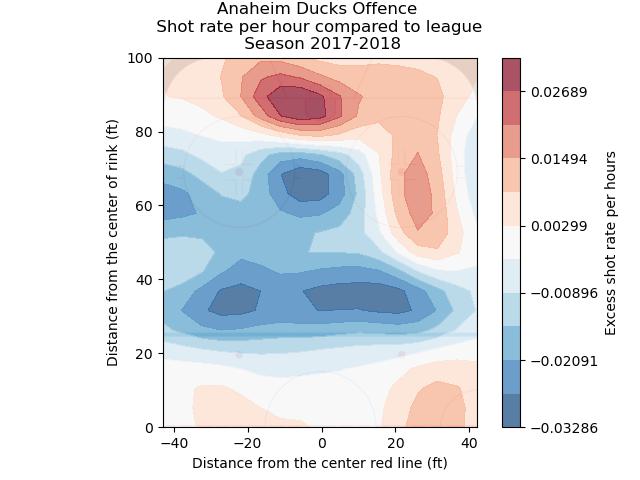 Anaheim Ducks Offence
Shot rate per hour compared to league
Season 2017-2018
100
80
60
40
20
0
Distance from the center of rink (ft)
−40
−20
0
20
40
Distance from the center red line (ft)
0.02689
0.01494
0.00299
−0.00896
−0.02091
−0.03286
Excess shot rate per hours